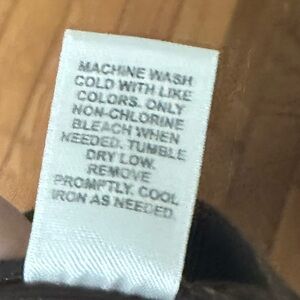 MACHINE WASH
COLD WITH LIKE
COLORS. ONLY
NON-CHLORINE
BLEACH WHEN
NEEDED. TUMBLE
DRY LOW.
REMOVE
PROMPTLY. COOL
IRON AS NEEDED.